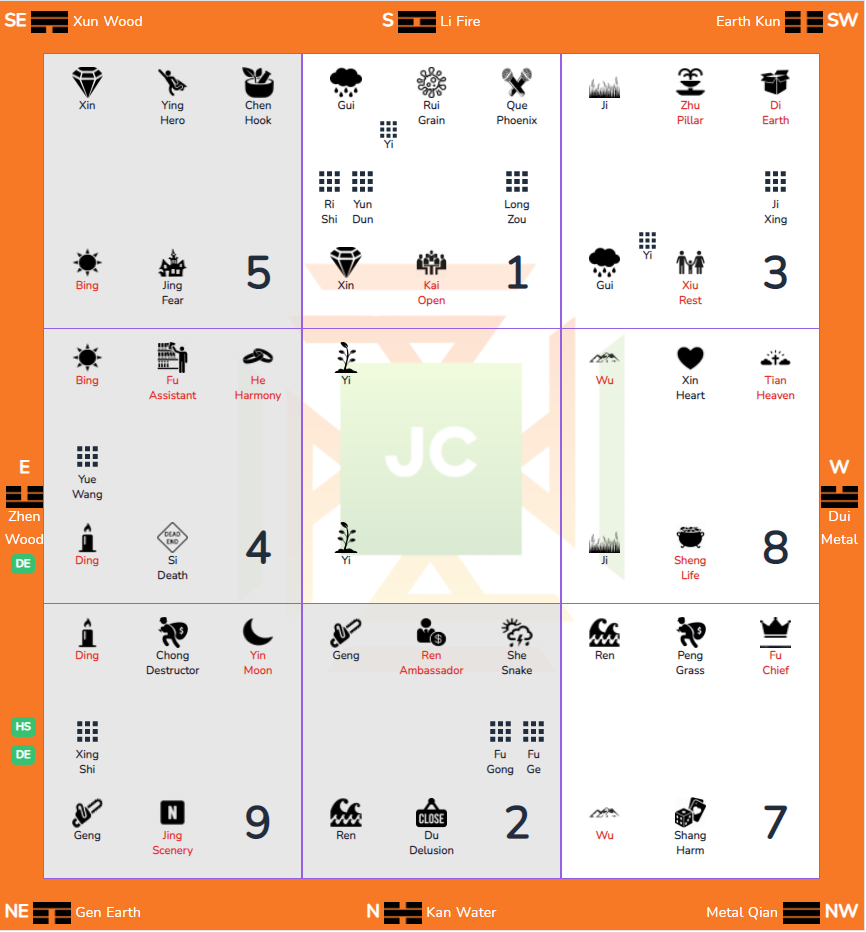 SE Xun Wood S Li Fire Earth Kun SW
Xin Ying Chen Gui Rui Que Ji Zhu Di
Hero Hook Grain Phoenix Pillar Earth
Yi
Ri Yun Long Ji
Shi Dun Zou Xing
Yi
Bing Jing 5 Xin Kai 1 Gui Xiu 3
Fear Open Rest
Bing Fu He Yi Wu Xin Tian
Assistant Harmony Heart Heaven
JC
E W
Yue
Wang
Zhen Dui
Wood Metal
DEAD
END
Ding Si 4 Yi Ji Sheng 8
DE
Death Life
Ding Chong Yin Geng Ren She Ren Peng Fu
Destructor Moon Ambassador Snake Grass Chief
HS
DE
Xing Fu Fu
Shi Gong Ge
N CLOSE
Geng Jing 9 Ren Du 2 Wu Shang 7
Scenery Delusion Harm
NE Gen Earth N Kan Water Metal Qian NW